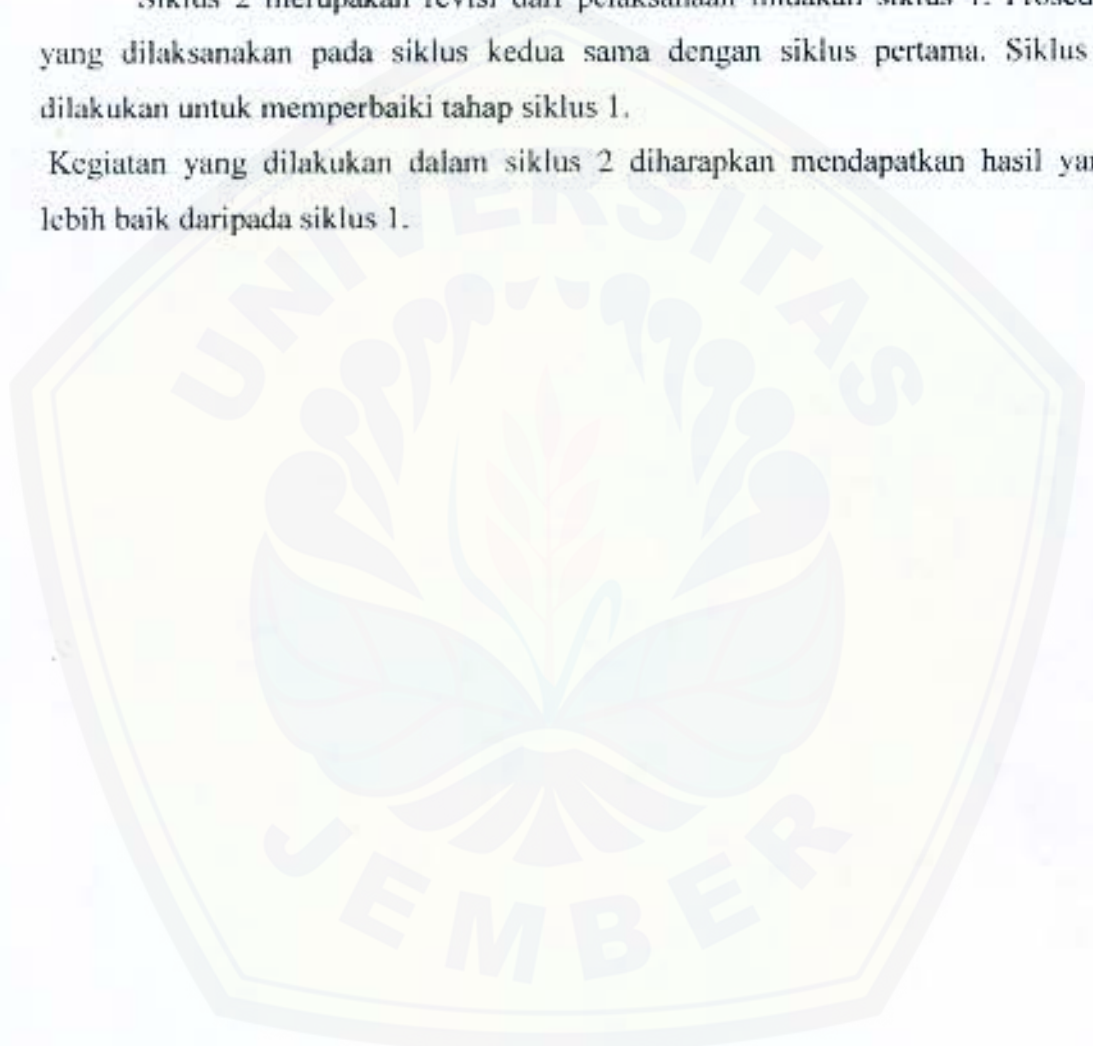 Siklus 2 merupakan revisi dari pelaksanaan tindakan siklus 1.
yang dilaksanakan pada siklus kedua sama dengan siklus pertama. Siklus
dilakukan untuk memperbaiki tahap siklus 1.
Kegiatan yang dilakukan dalam siklus 2 diharapkan mendapatkan hasil
lebih baik daripada siklus 1.
UNIVERSITAS
JEMBER